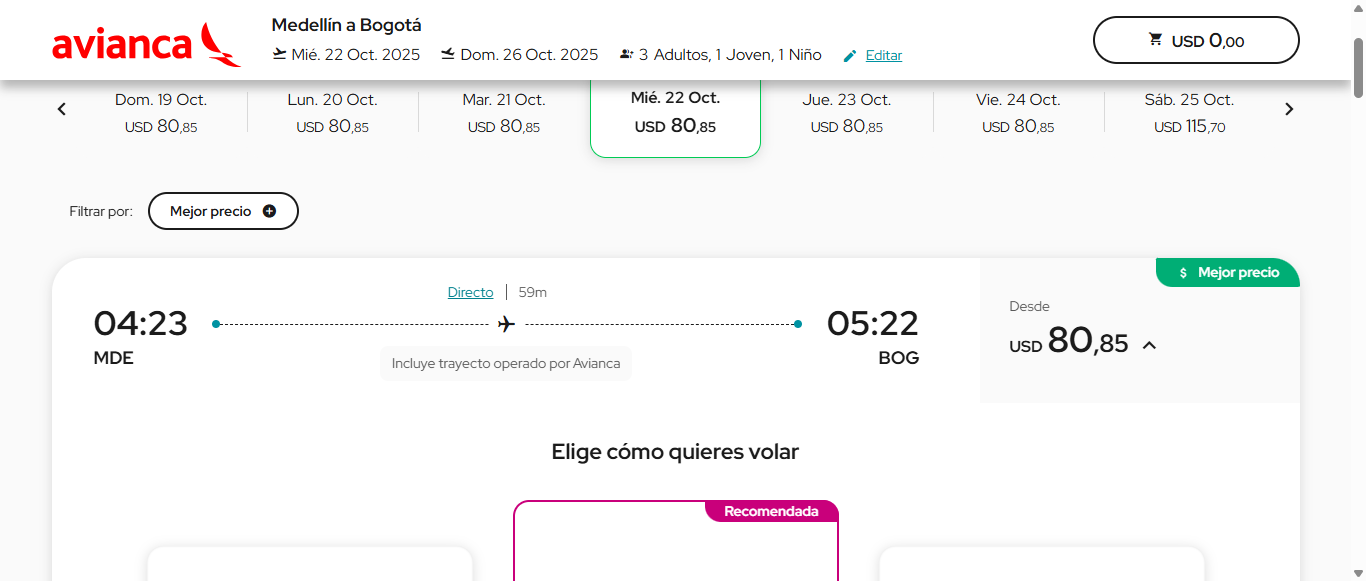 avianca
Medellín a Bogotá
Mié. 22 Oct. 2025 Dom. 26 Oct. 2025 3 Adultos, 1 Joven, 1 Niño Editar
USD 0,00
Dom. 19 Oct. Lun. 20 Oct. Mar. 21 Oct. Mié. 22 Oct. Jue. 23 Oct. Vie. 24 Oct. Sáb. 25 Oct.
USD 80,85 USD 80,85 USD 80,85 USD 80,85 USD 80,85 USD 80,85 USD 115,70
Filtrar por: Mejor precio
$ Mejor precio
Directo | 59m
04:23 05:22
MDE BOG
Incluye trayecto operado por Avianca
Desde
USD 80,85
Elige cómo quieres volar
Recomendada